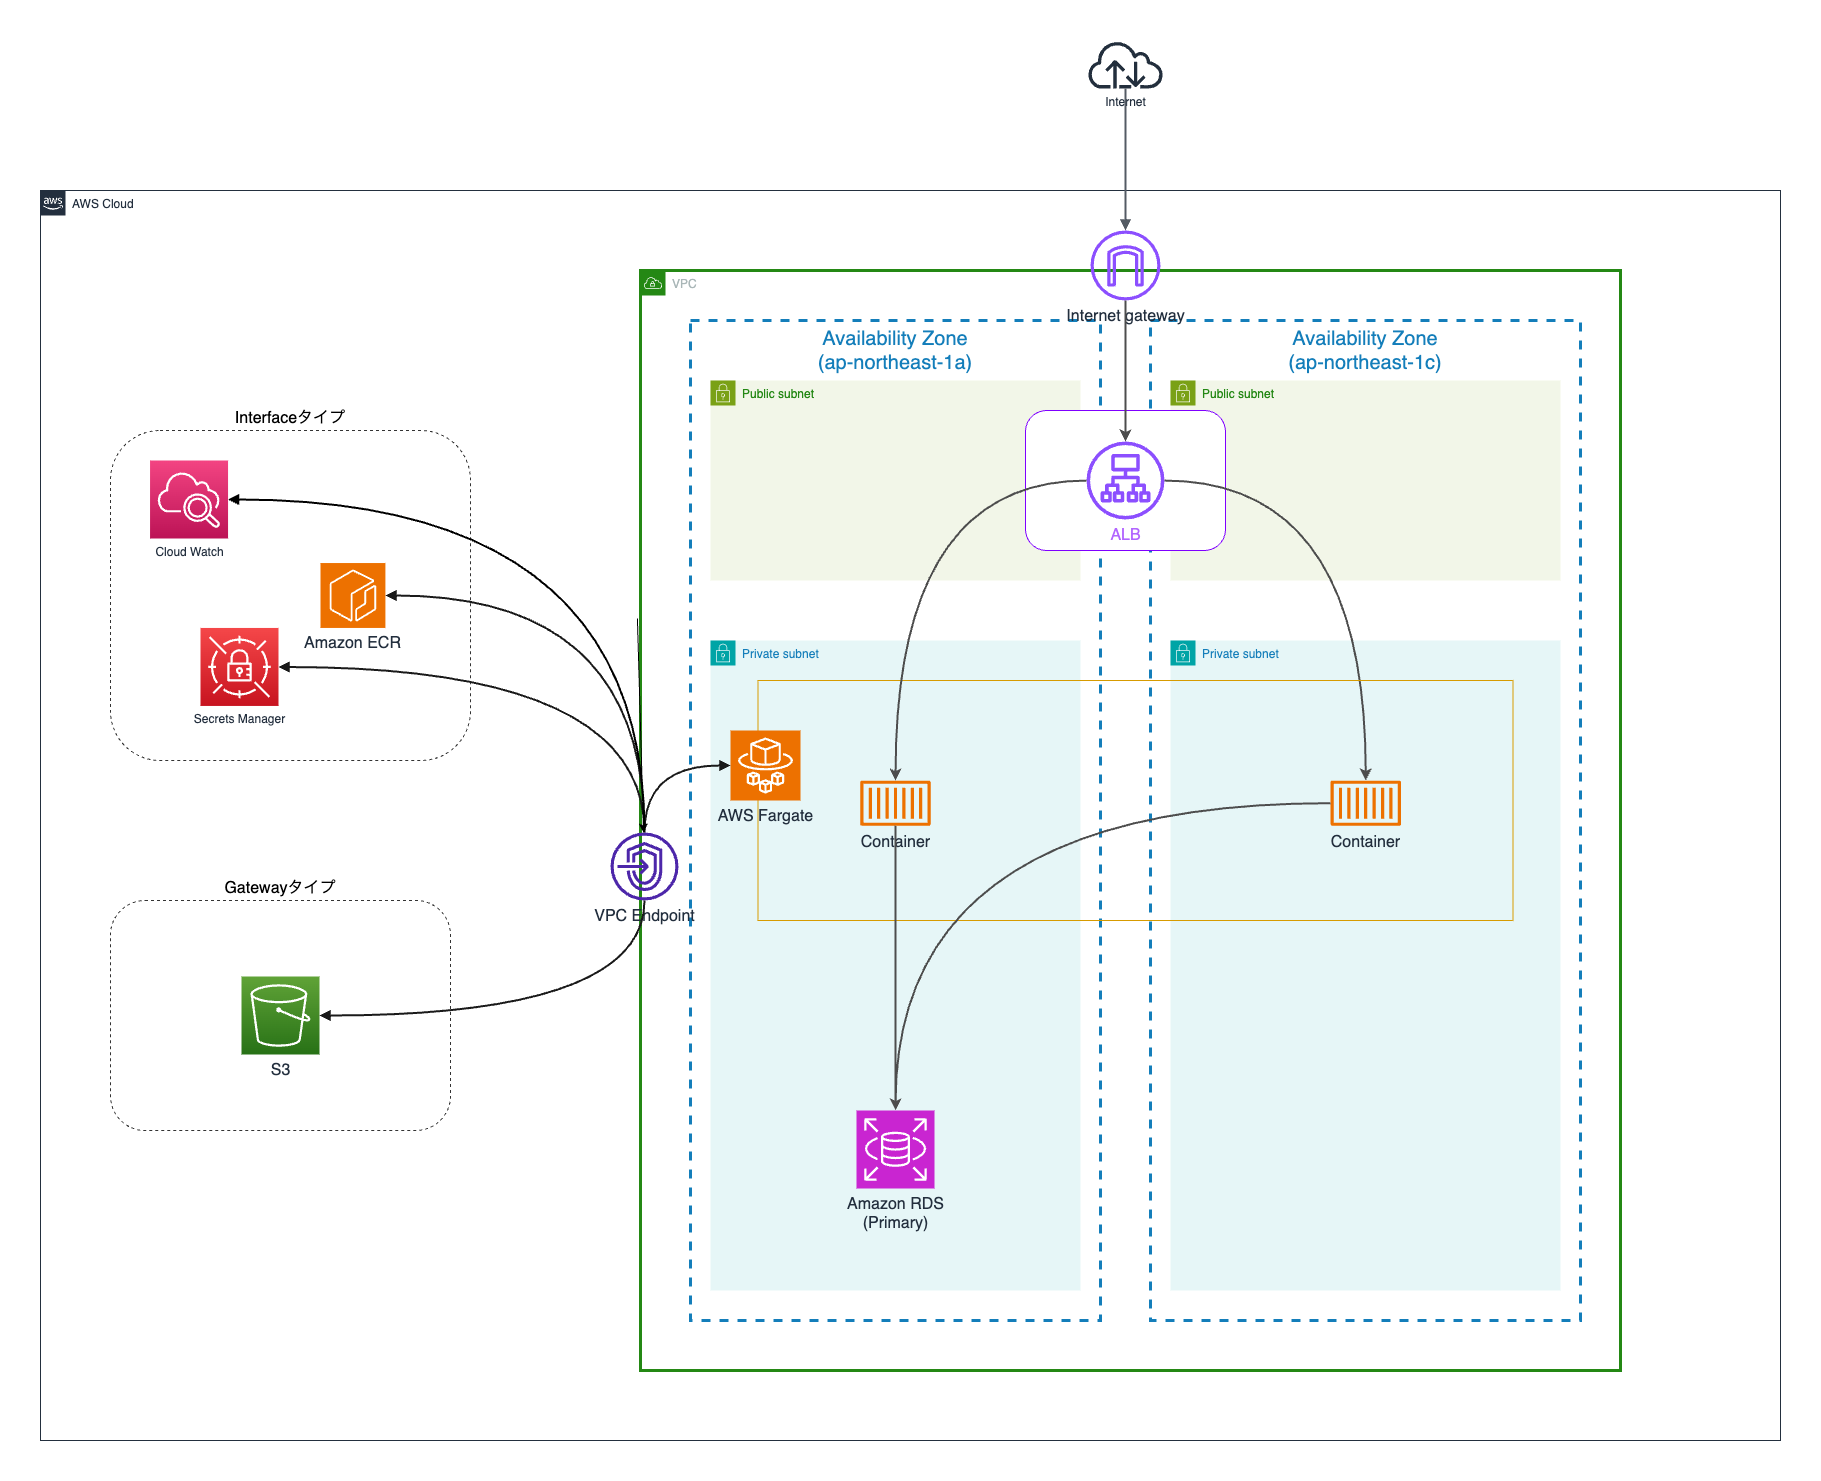 Internet
aws
AWS Cloud
VPC
Internet gateway
Availability Zone
(ap-northeast-1a)
Availability Zone
(ap-northeast-1c)
Public subnet
Public subnet
Interfaceタイプ
Cloud Watch
ALB
Amazon ECR
Private subnet
Private subnet
Secrets Manager
AWS Fargate
Container
Container
Gatewayタイプ
VPC Endpoint
S3
Amazon RDS
(Primary)